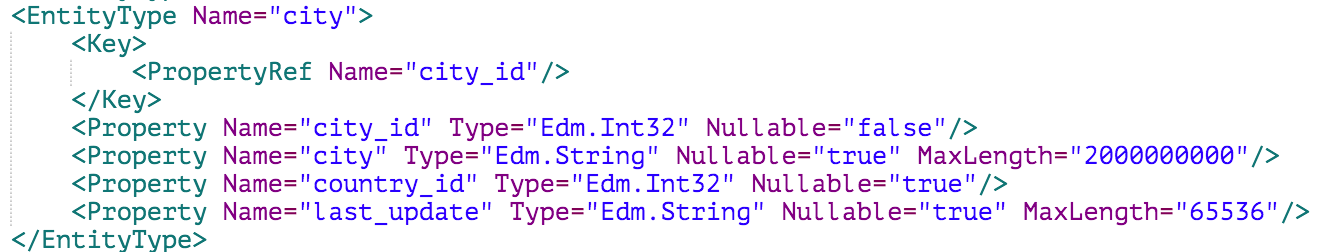 <EntityType Name="city">
<Key>
<PropertyRef Name="city_id"/>
</Key>
<Property Name="city_id" Type="Edm.Int32" Nullable="false"/>
<Property Name="city" Type="Edm.String" Nullable="true" MaxLength="2000000000"/>
<Property Name="country_id" Type="Edm.Int32" Nullable="true"/>
<Property Name="last_update" Type="Edm.String" Nullable="true" MaxLength="65536"/>
</EntityType>